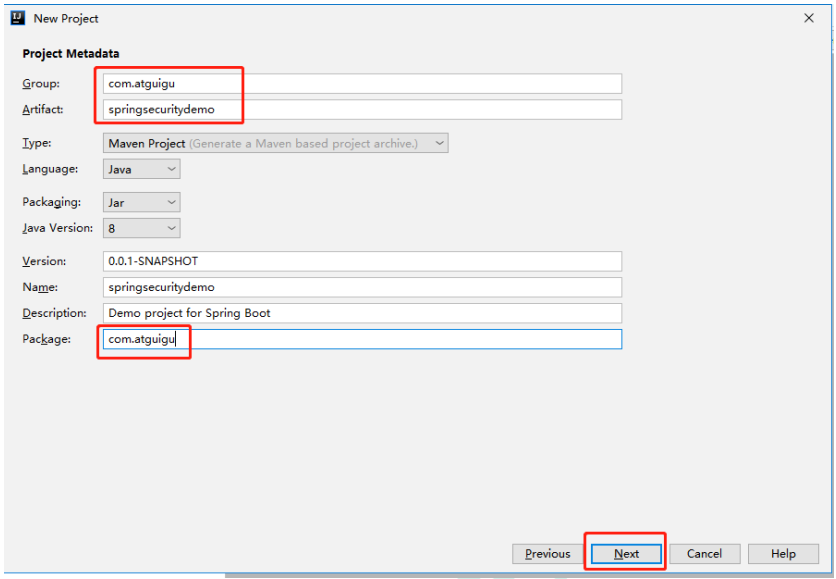 New Project
Project Metadata
Group: com.atguigu
Artifact: springsecuritydemo
Type: Maven Project (Generate a Maven based project archive.)
Language: Java
Packaging: Jar
Java Version: 8
Version: 0.0.1-SNAPSHOT
Name: springsecuritydemo
Description: Demo project for Spring Boot
Package: com.atguigu
Previous Next Cancel Help